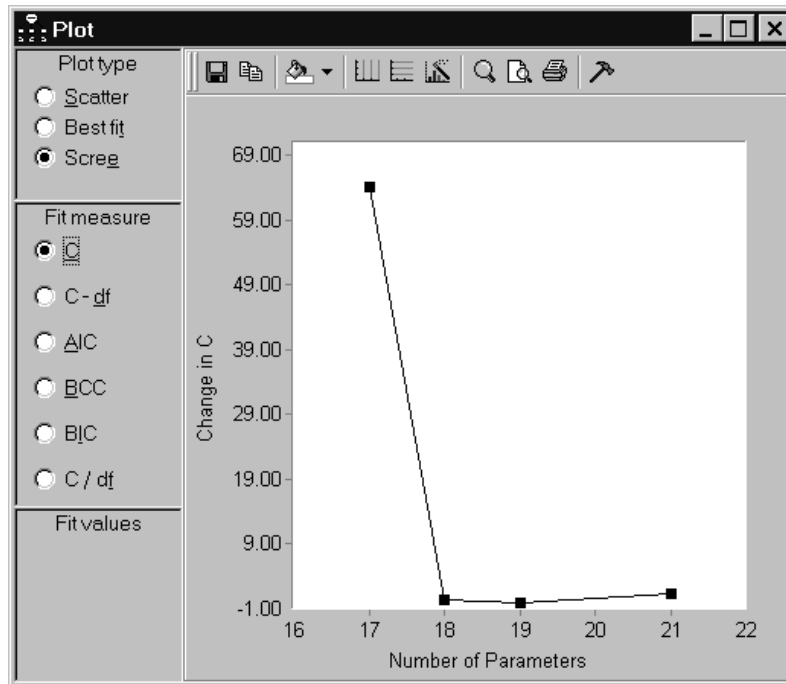 Plot
Plot type
Scatter
Best fit
Scree
Fit measure
C
C - df
AIC
BCC
BIC
C / df
Fit values
69.00
59.00
49.00
39.00
29.00
19.00
9.00
-1.00
Change in C
16 17 18 19 20 21 22
Number of Parameters